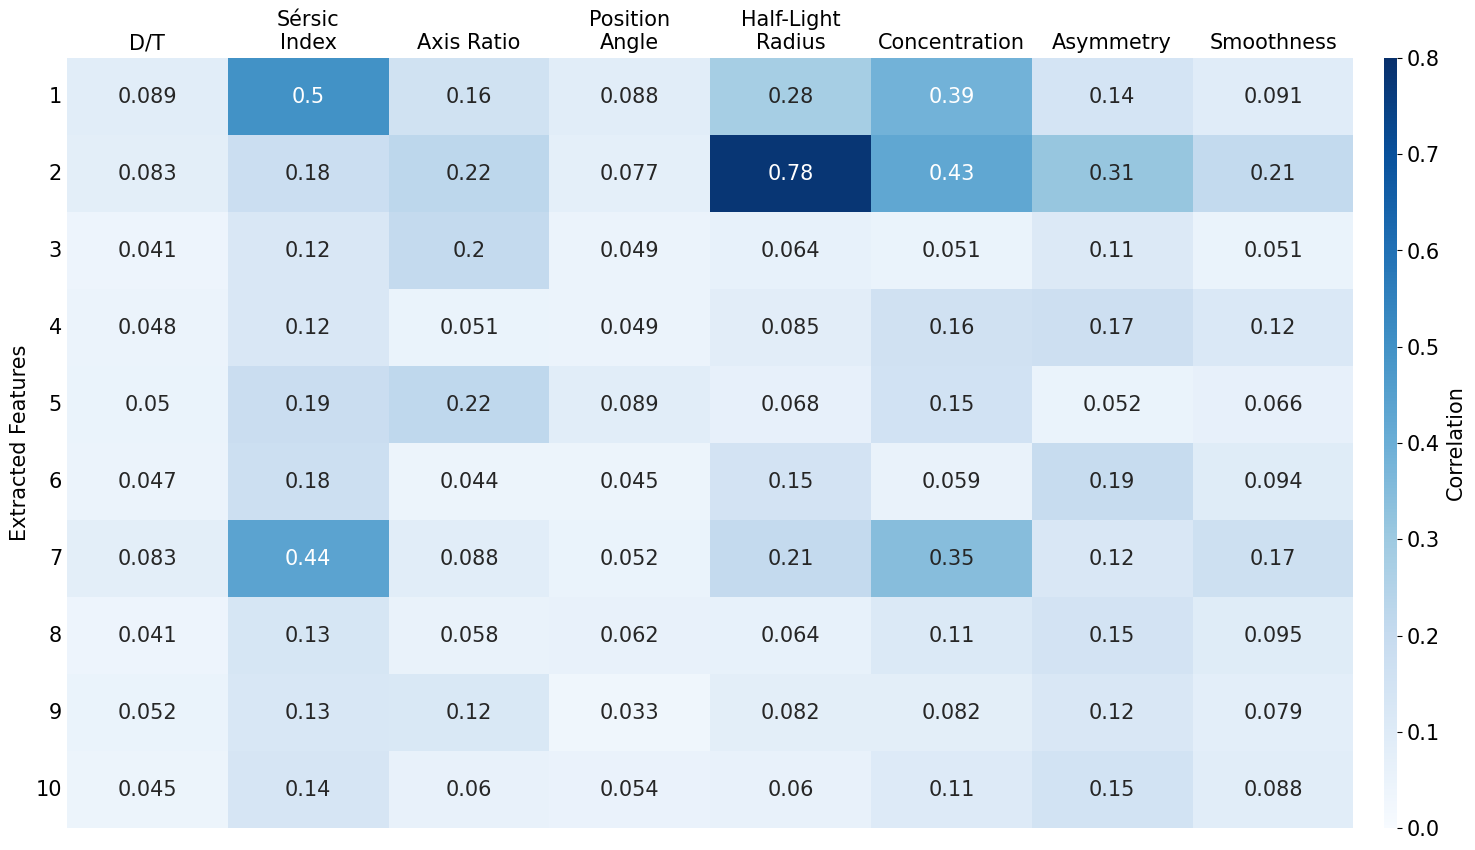 Sérsic
Index
Position
Angle
Half-Light
Radius
D/T
Axis Ratio
Concentration
Asymmetry
Smoothness
1 0.089 0.5 0.16 0.088 0.28 0.39 0.14 0.091
2 0.083 0.18 0.22 0.077 0.78 0.43 0.31 0.21
3 0.041 0.12 0.2 0.049 0.064 0.051 0.11 0.051
4 0.048 0.12 0.051 0.049 0.085 0.16 0.17 0.12
5 0.05 0.19 0.22 0.089 0.068 0.15 0.052 0.066
6 0.047 0.18 0.044 0.045 0.15 0.059 0.19 0.094
7 0.083 0.44 0.088 0.052 0.21 0.35 0.12 0.17
8 0.041 0.13 0.058 0.062 0.064 0.11 0.15 0.095
9 0.052 0.13 0.12 0.033 0.082 0.082 0.12 0.079
10 0.045 0.14 0.06 0.054 0.06 0.11 0.15 0.088
Extracted Features
0.8
0.7
0.6
0.5
0.4
0.3
0.2
0.1
0.0
Correlation